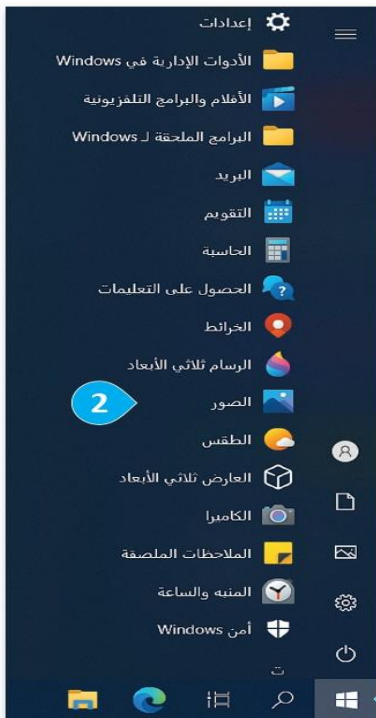 إعدادات
الأدوات الإدارية في Windows
الأفلام والبرامج التلفزيونية
البرامج الملحقة لـ Windows
البريد
التقويم
الحاسبة
الحصول على التعليمات
الخرائط
الرسام ثلاثي الأبعاد
الصور
2
الطقس
العارض ثلاثي الأبعاد
الكاميرا
الملاحظات الملصقة
المنبه والساعة
أمن Windows
ت